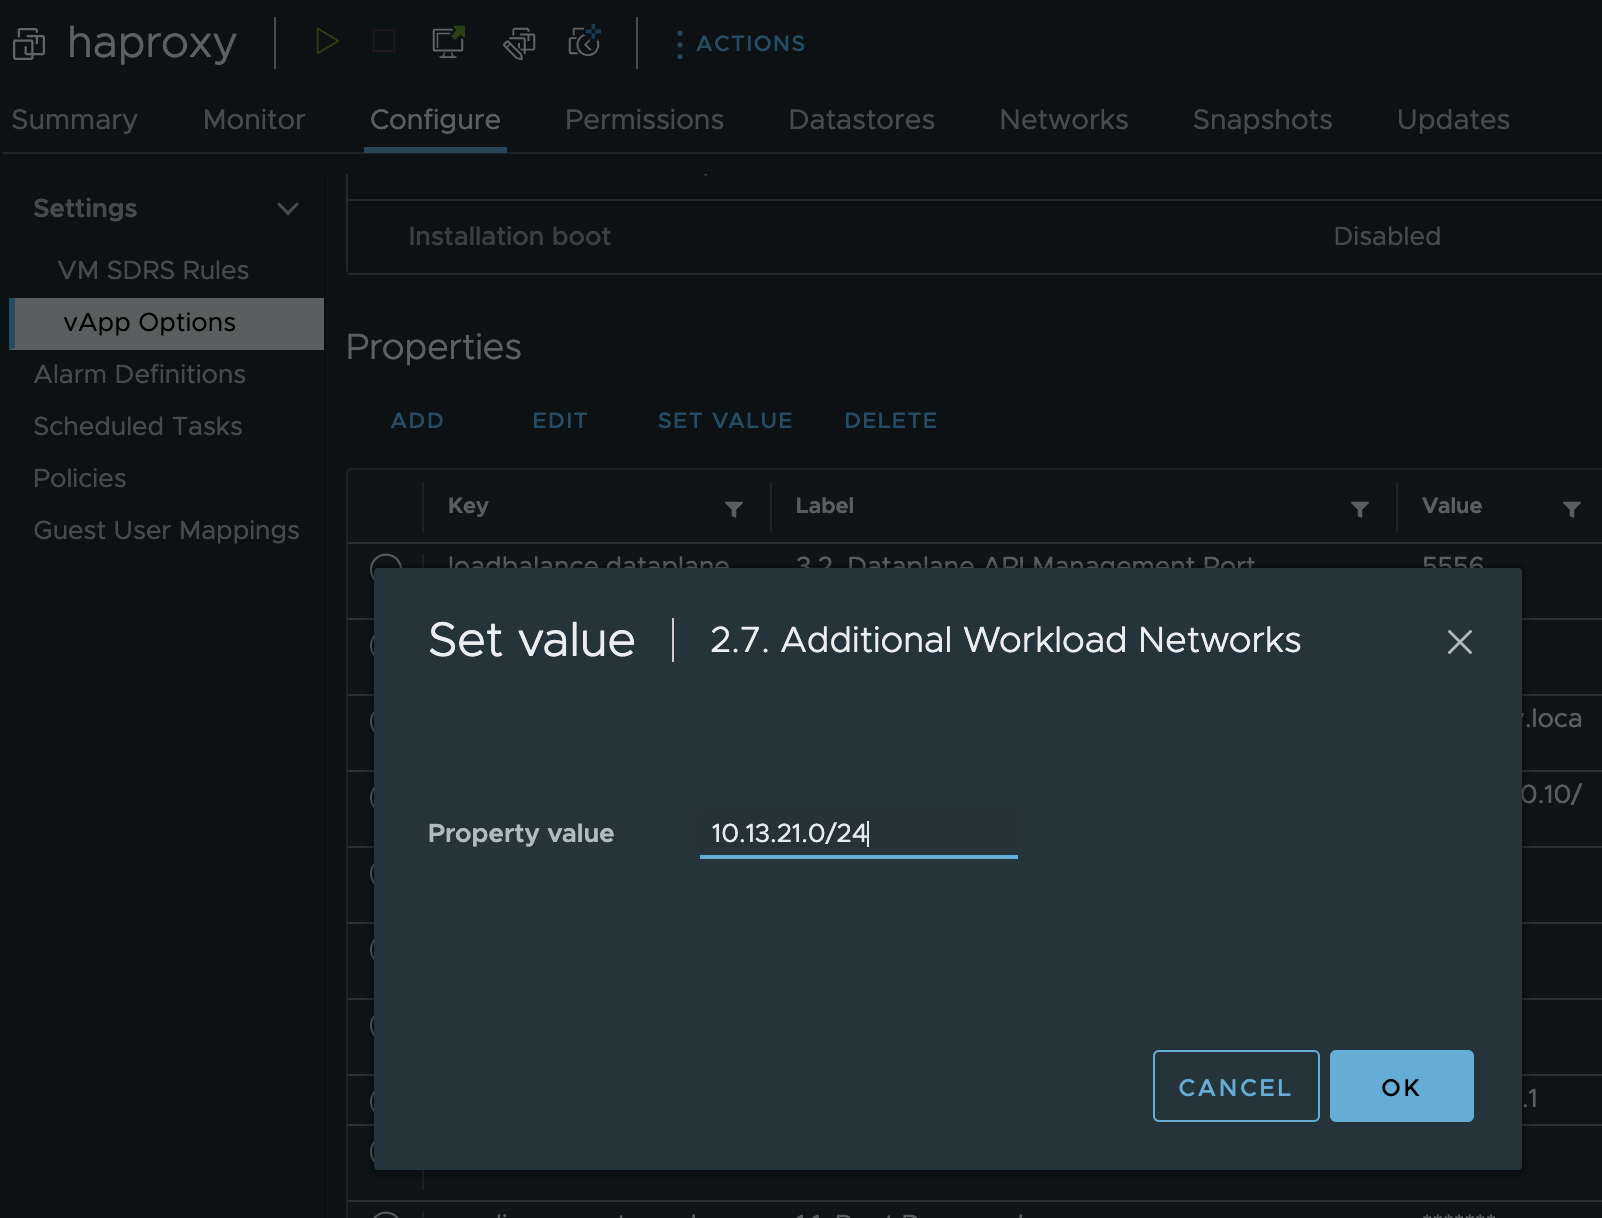 haproxy
ACTIONS
Summary Monitor Configure Permissions Datastores Networks Snapshots Updates
Settings
VM SDRS Rules
vApp Options
Alarm Definitions
Scheduled Tasks
Policies
Guest User Mappings
Installation boot Disabled
Properties
ADD EDIT SET VALUE DELETE
Key Label Value
loadbalance.dataplane 3.2. Dataplane API Management Port 5556
Set value | 2.7. Additional Workload Networks
.loca
0.10/
Property value 10.13.21.0/24
CANCEL OK
.1
*******